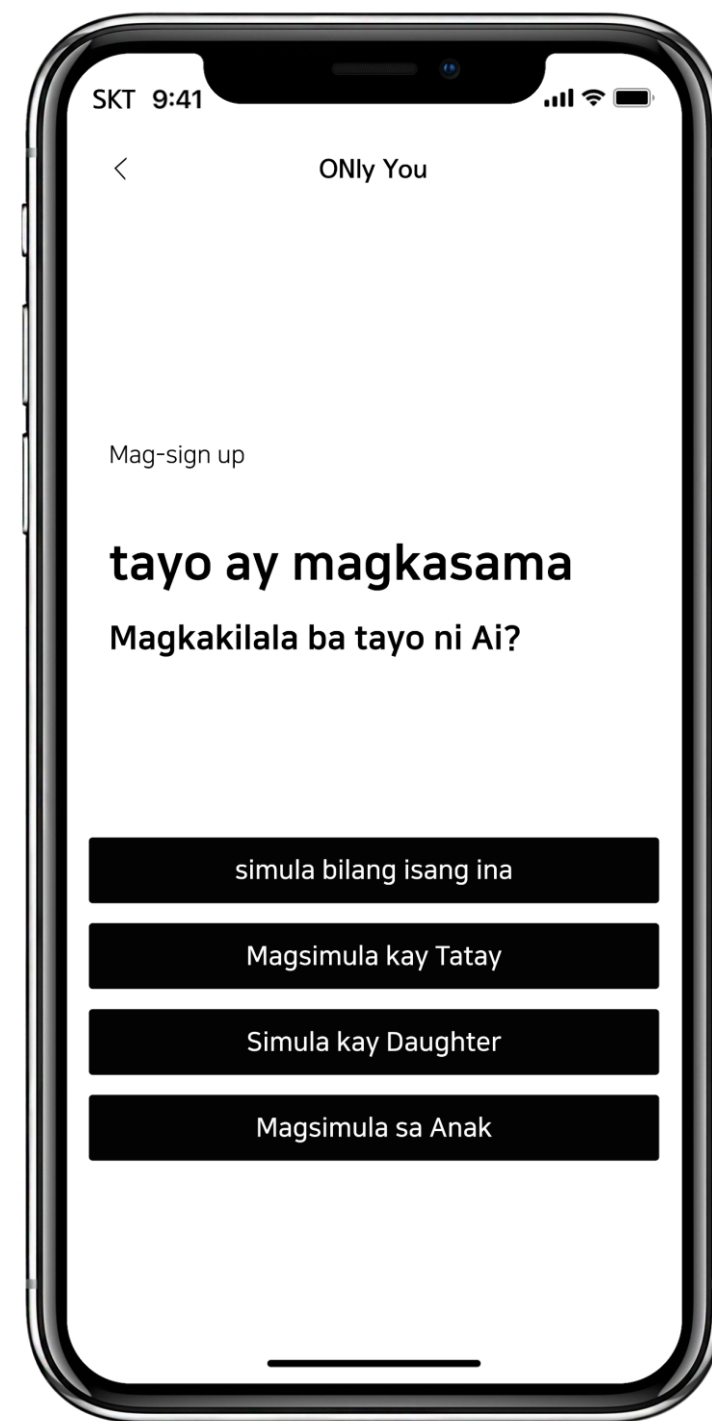 SKT 9:41
ONly You
Mag-sign up
tayo ay magkasama
Magkakilala ba tayo ni Ai?
simula bilang isang ina
Magsimula kay Tatay
Simula kay Daughter
Magsimula sa Anak